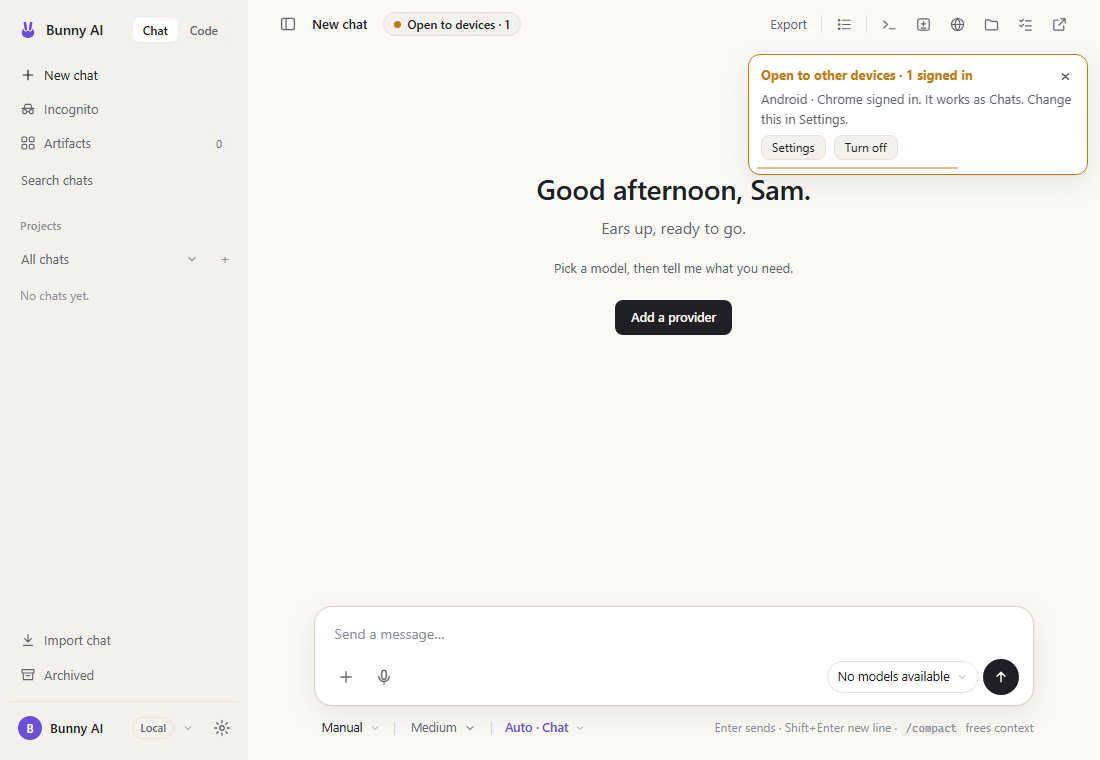 Bunny AI
Chat
Code
New chat
Incognito
Artifacts
0
Search chats
Projects
All chats
+
No chats yet.
Import chat
Archived
B
Bunny AI
Local
New chat
Open to devices · 1
Export
Open to other devices · 1 signed in
Android · Chrome signed in. It works as Chats. Change
this in Settings.
Settings
Turn off
Good afternoon, Sam.
Ears up, ready to go.
Pick a model, then tell me what you need.
Add a provider
Send a message...
No models available
Manual
Medium
Auto · Chat
Enter sends · Shift+Enter new line · /compact frees context